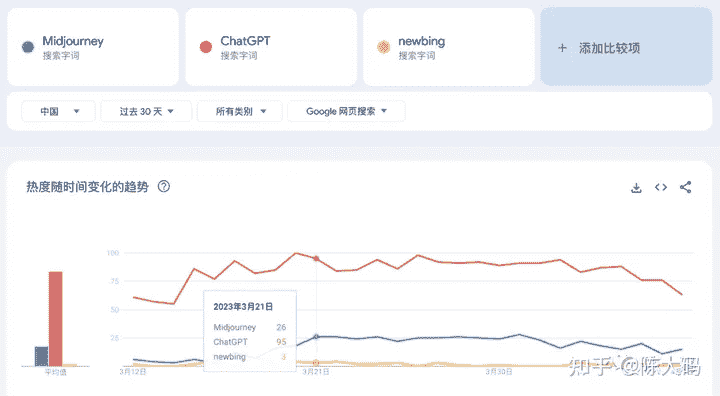 Midjourney
搜索字词
ChatGPT
搜索字词
newbing
搜索字词
+ 添加比较项
中国
过去 30 天
所有类别
Google 网页搜索
热度随时间变化的趋势
100
75
50
25
2023年3月21日
Midjourney 26
ChatGPT 95
newbing 3
平均值
3月12日
3月21日
3月30日
知乎 @陈大码